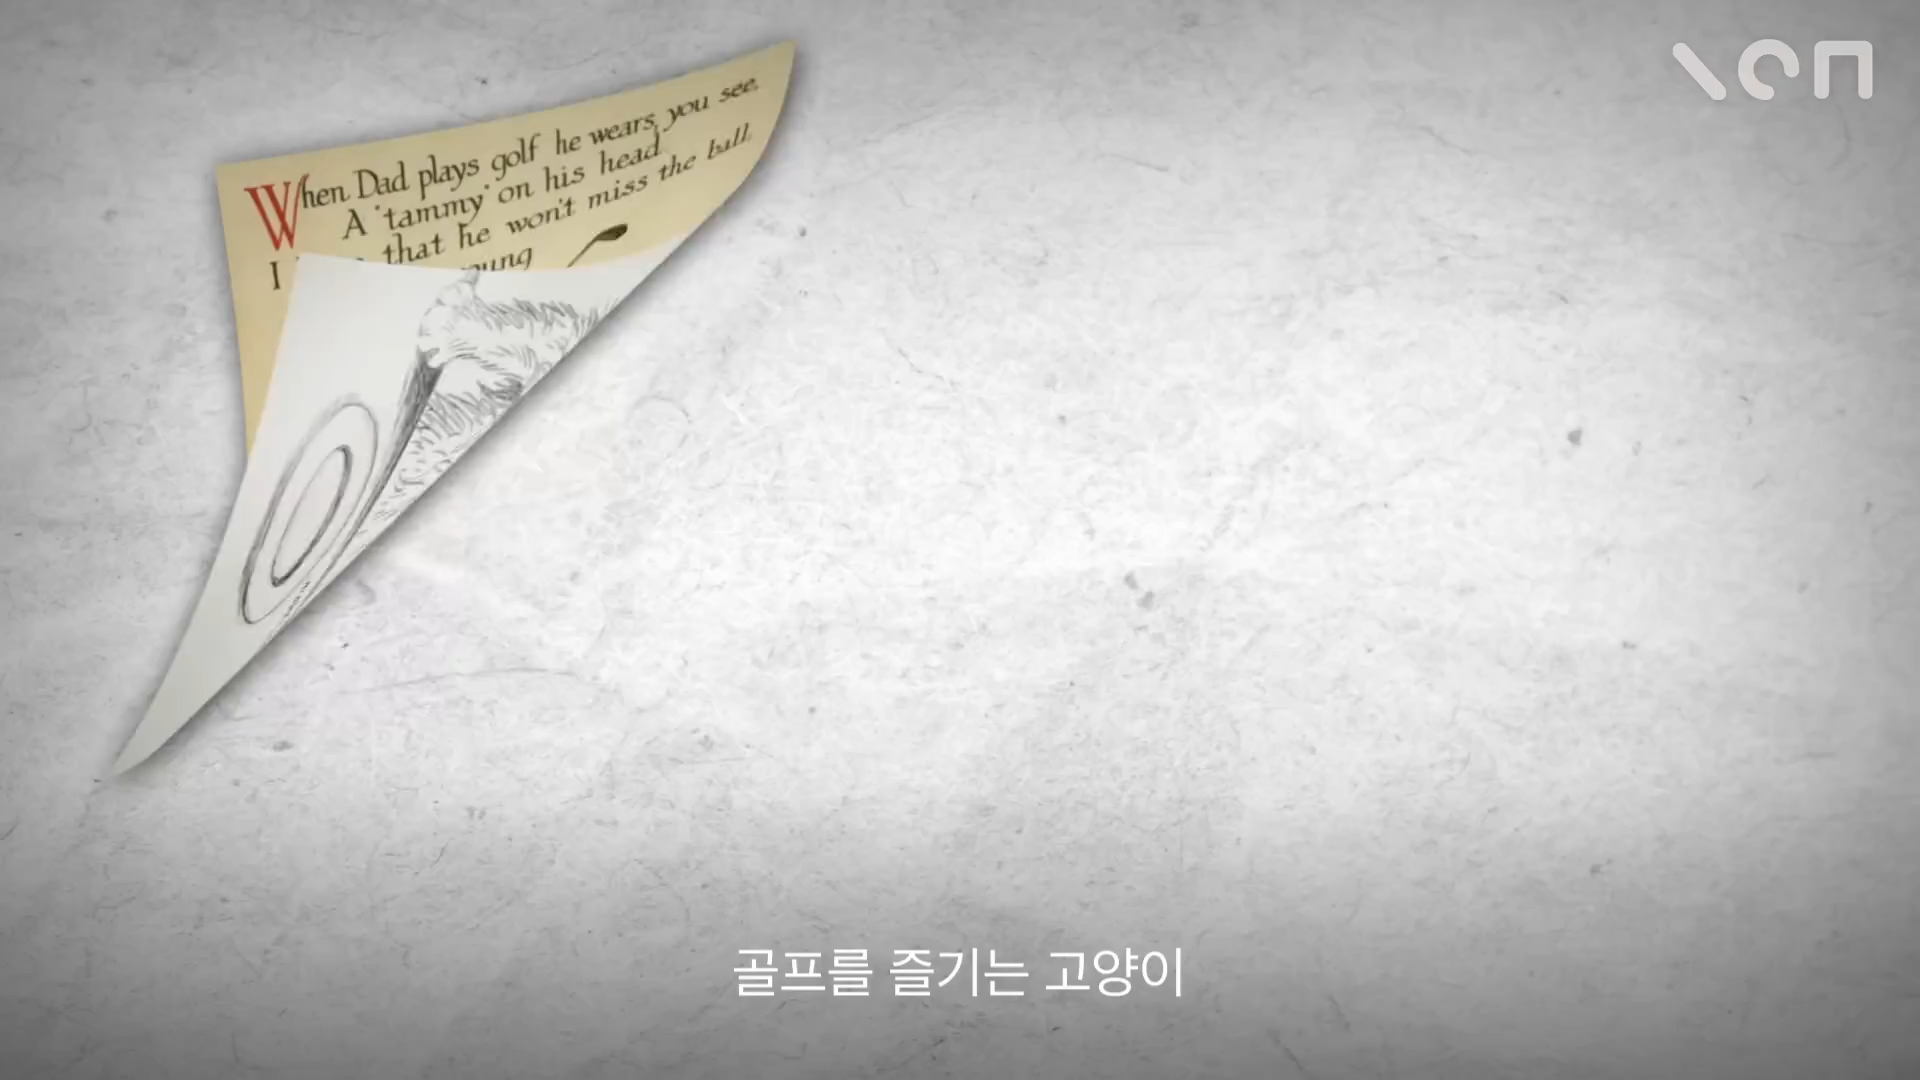 When Dad plays golf he wears, you see,
A 'tammy' on his head.
I that he won't miss the ball,
골프를 즐기는 고양이